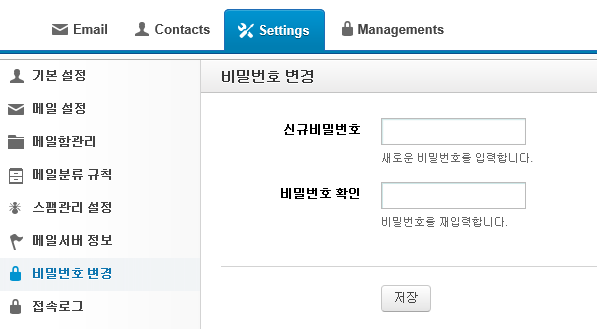 Email Contacts Settings Managements
기본 설정
메일 설정
메일함관리
메일분류 규칙
스팸관리 설정
메일서버 정보
비밀번호 변경
접속로그
비밀번호 변경
신규비밀번호
새로운 비밀번호를 입력합니다.
비밀번호 확인
비밀번호를 재입력합니다.
저장